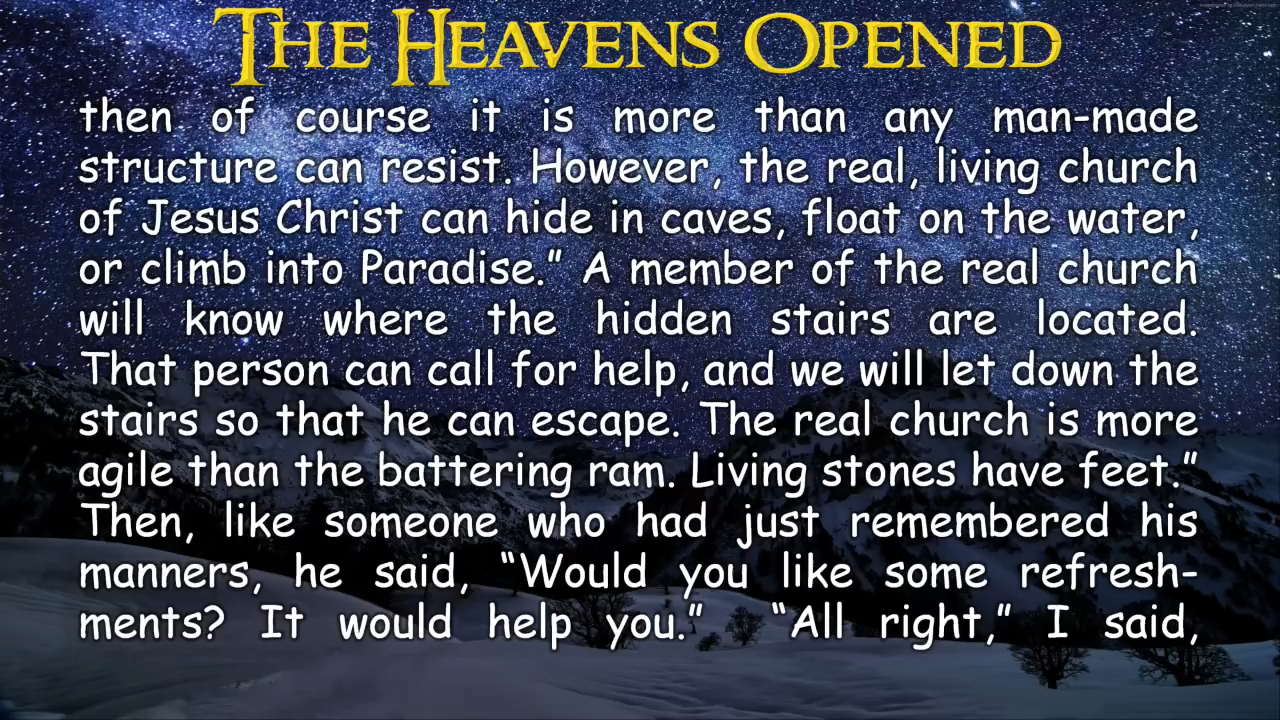 THE HEAVENS OPENED
then of course it is more than any man-made
structure can resist. However, the real, living church
of Jesus Christ can hide in caves, float on the water,
or climb into Paradise.” A member of the real church
will know where the hidden stairs are located.
That person can call for help, and we will let down the
stairs so that he can escape. The real church is more
agile than the battering ram. Living stones have feet.”
Then, like someone who had just remembered his
manners, he said, “Would you like some refresh-
ments? It would help you.” “All right,” I said,